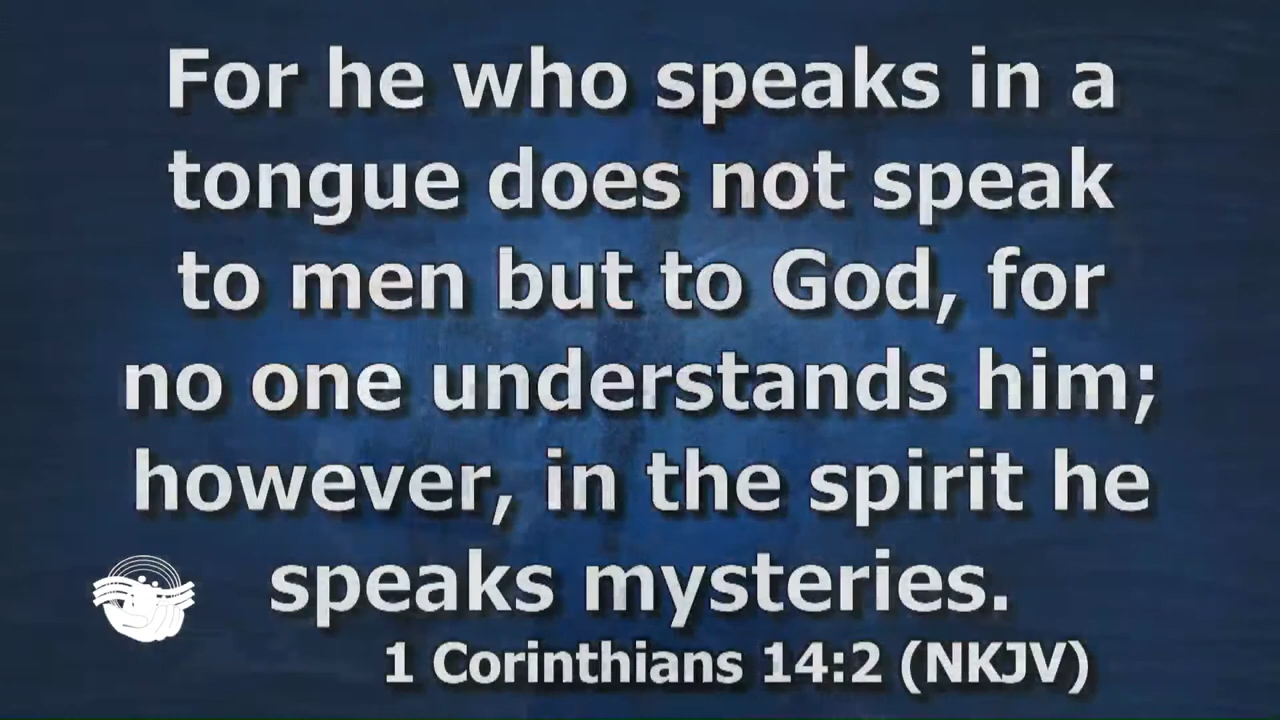 For he who speaks in a
tongue does not speak
to men but to God, for
no one understands him;
however, in the spirit he
speaks mysteries.
1 Corinthians 14:2 (NKJV)